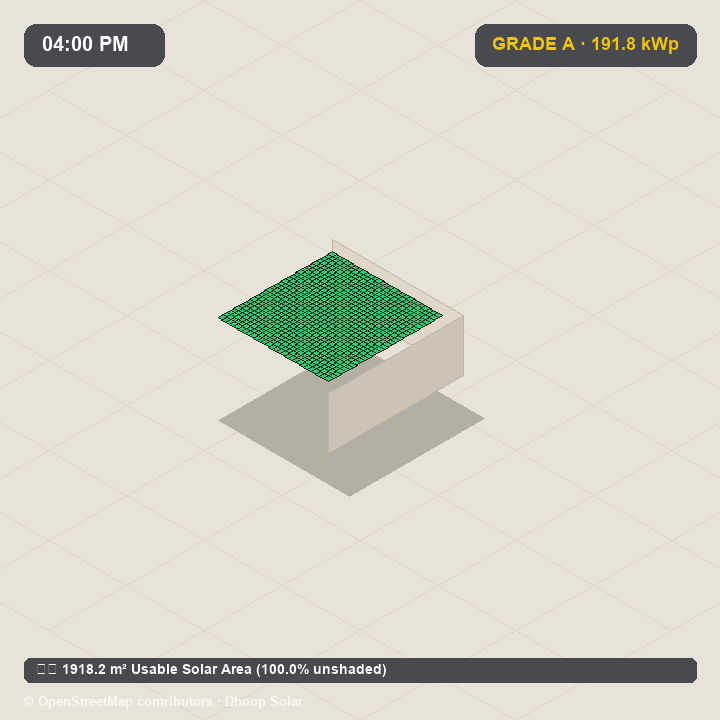 04:00 PM
GRADE A · 191.8 kWp
1918.2 m² Usable Solar Area (100.0% unshaded)
© OpenStreetMap contributors · Dhoop Solar